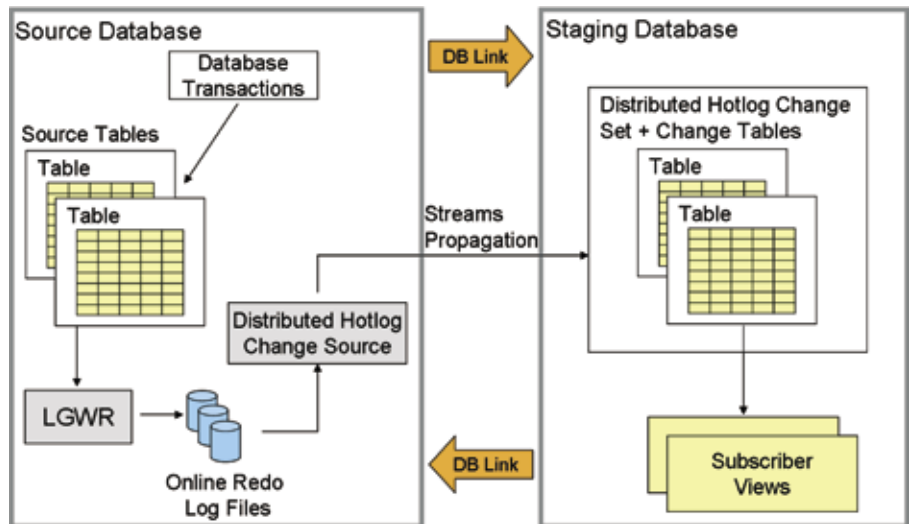 Source Database
Database
Transactions
Source Tables
Table
Table
LGWR
Online Redo
Log Files
Distributed Hotlog
Change Source
DB Link
Streams
Propagation
DB Link
Staging Database
Distributed Hotlog Change
Set + Change Tables
Table
Table
Subscriber
Views